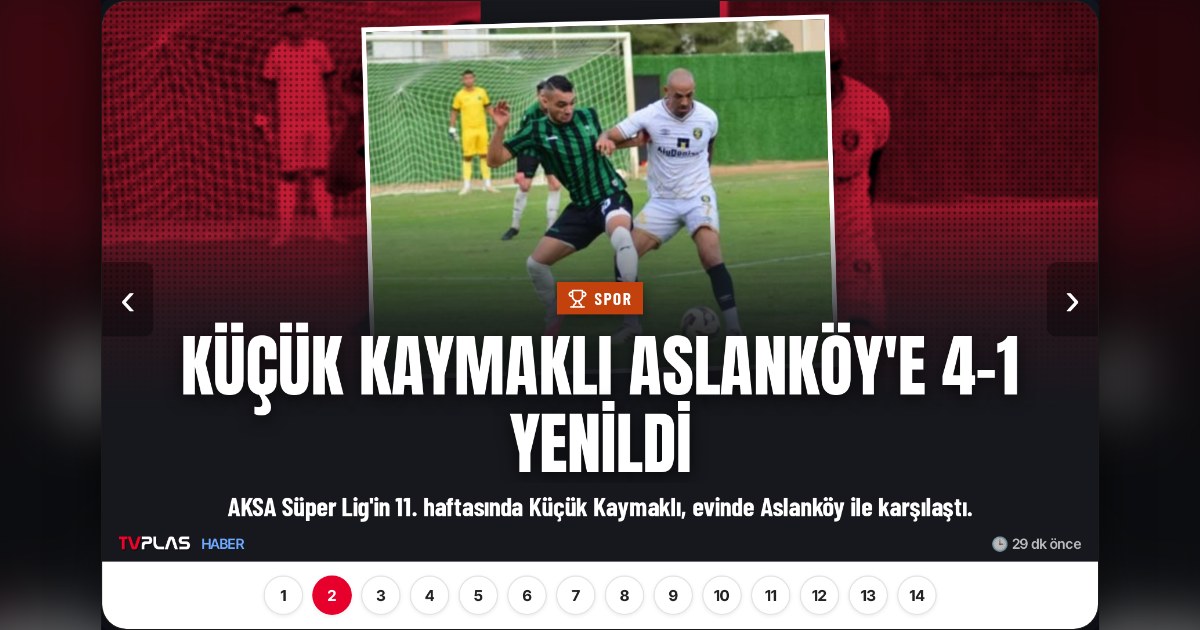 SPOR
KÜÇÜK KAYMAKLI ASLANKÖY'E 4-1
YENİLDİ
AKSA Süper Lig'in 11. haftasında Küçük Kaymaklı, evinde Aslanköy ile karşılaştı.
TVPLAS HABER
29 dk önce
1 2 3 4 5 6 7 8 9 10 11 12 13 14